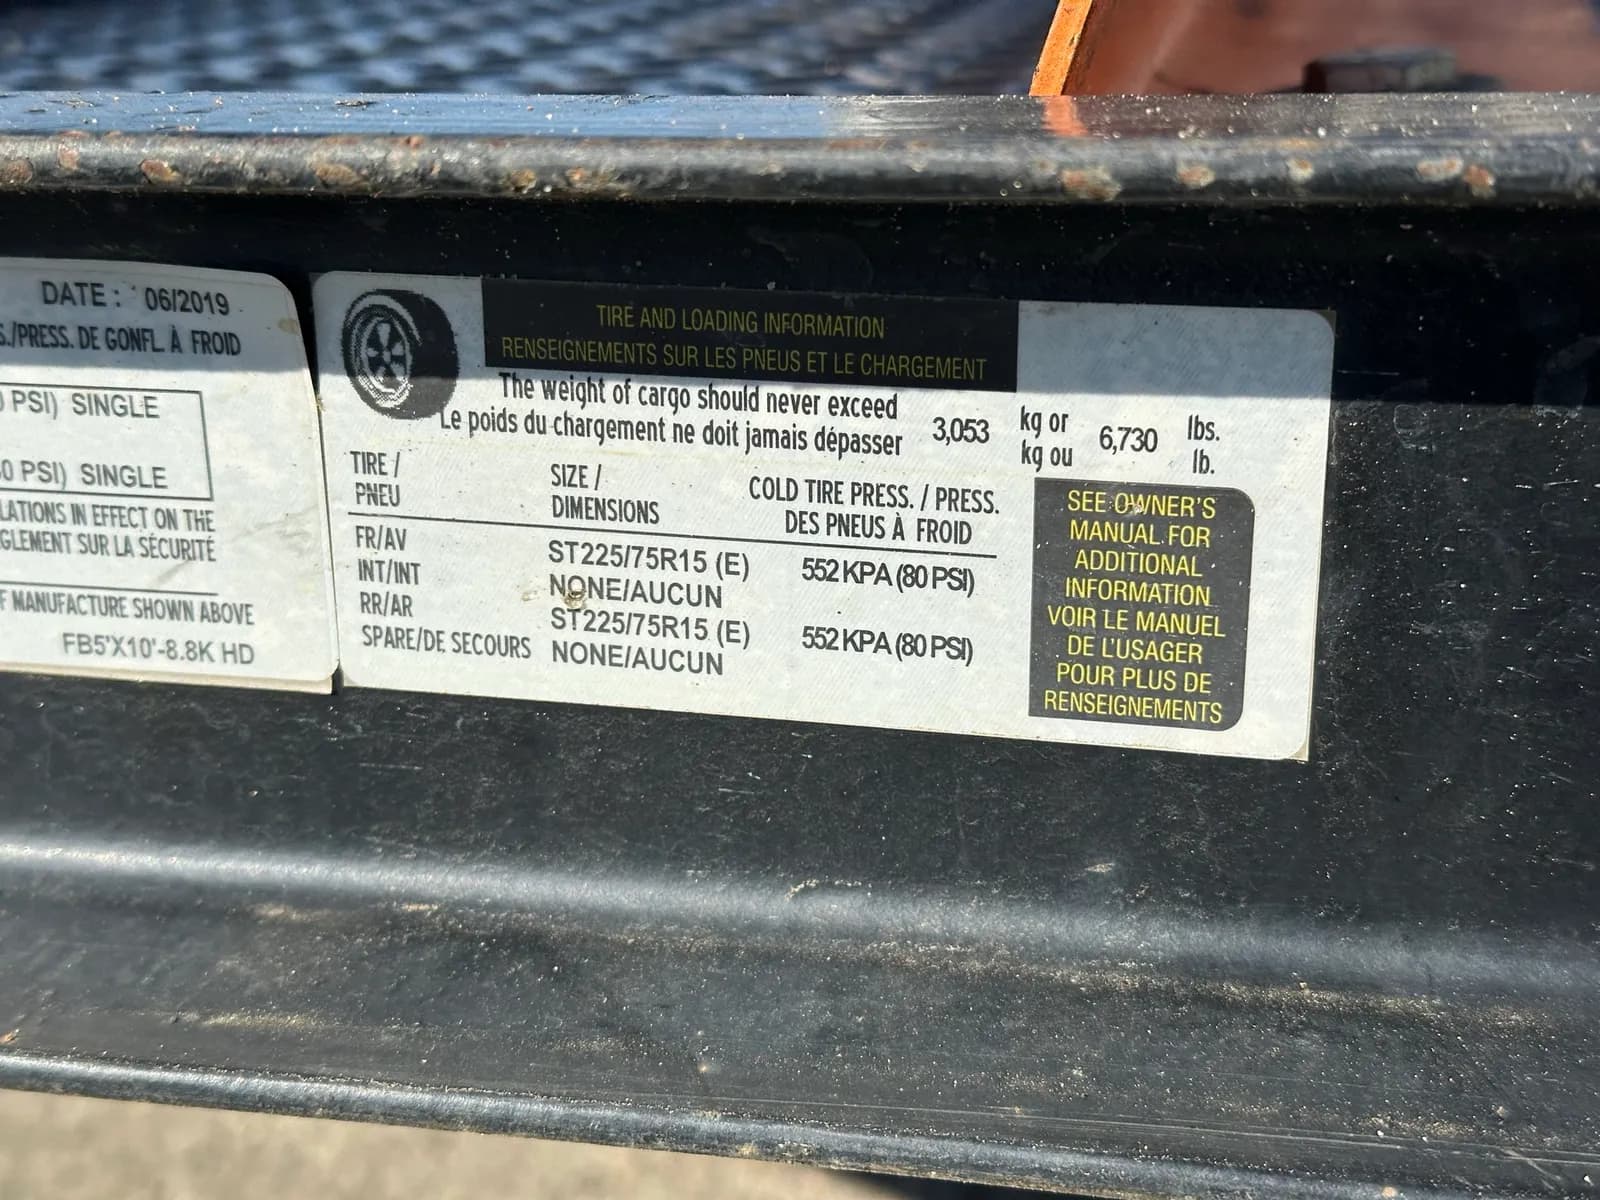 DATE: 06/2019
S./PRESS. DE GONFL. À FROID
PSI) SINGLE
0 PSI) SINGLE
LATIONS IN EFFECT ON THE
GLEMENT SUR LA SÉCURITÉ
F MANUFACTURE SHOWN ABOVE
FB5'X10'-8.8K HD
TIRE AND LOADING INFORMATION
RENSEIGNEMENTS SUR LES PNEUS ET LE CHARGEMENT
The weight of cargo should never exceed 3,053 kg or 6,730 lbs.
Le poids du chargement ne doit jamais dépasser kg ou lb.
TIRE / SIZE / COLD TIRE PRESS. / PRESS.
PNEU DIMENSIONS DES PNEUS À FROID
FR/AV ST225/75R15 (E) 552 KPA (80 PSI)
INT/INT NONE/AUCUN
RR/AR ST225/75R15 (E) 552 KPA (80 PSI)
SPARE/DE SECOURS NONE/AUCUN
SEE OWNER'S
MANUAL FOR
ADDITIONAL
INFORMATION
VOIR LE MANUEL
DE L'USAGER
POUR PLUS DE
RENSEIGNEMENTS